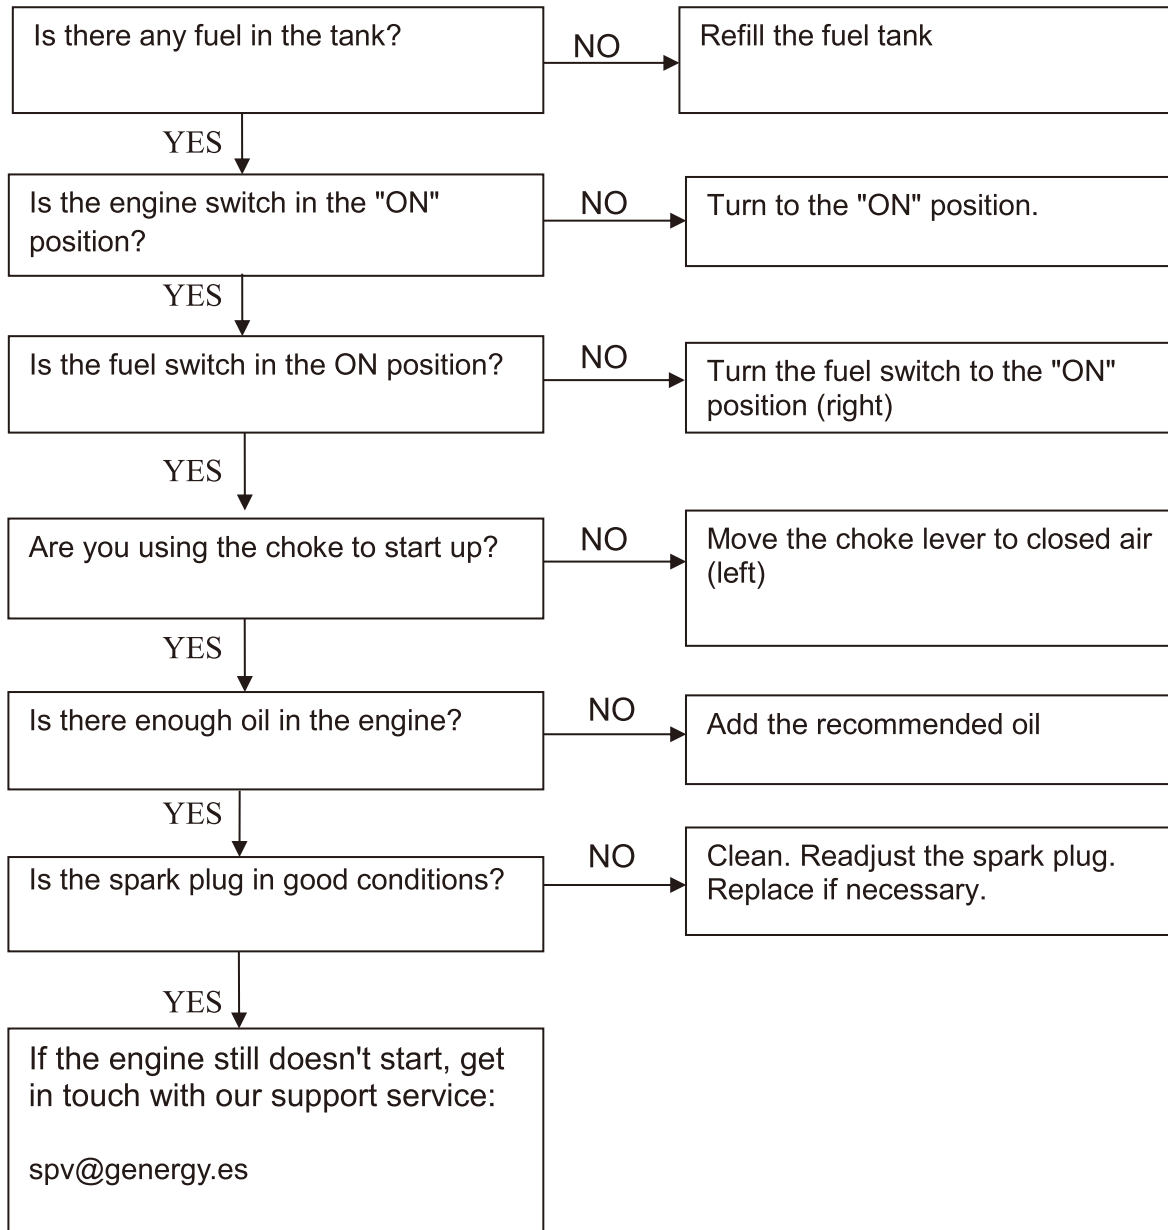 Is there any fuel in the tank?
NO
Refill the fuel tank
YES
Is the engine switch in the "ON"
position?
NO
Turn to the "ON" position.
YES
Is the fuel switch in the ON position?
NO
Turn the fuel switch to the "ON"
position (right)
YES
Are you using the choke to start up?
NO
Move the choke lever to closed air
(left)
YES
Is there enough oil in the engine?
NO
Add the recommended oil
YES
Is the spark plug in good conditions?
NO
Clean. Readjust the spark plug.
Replace if necessary.
YES
If the engine still doesn't start, get
in touch with our support service:
spv@genergy.es